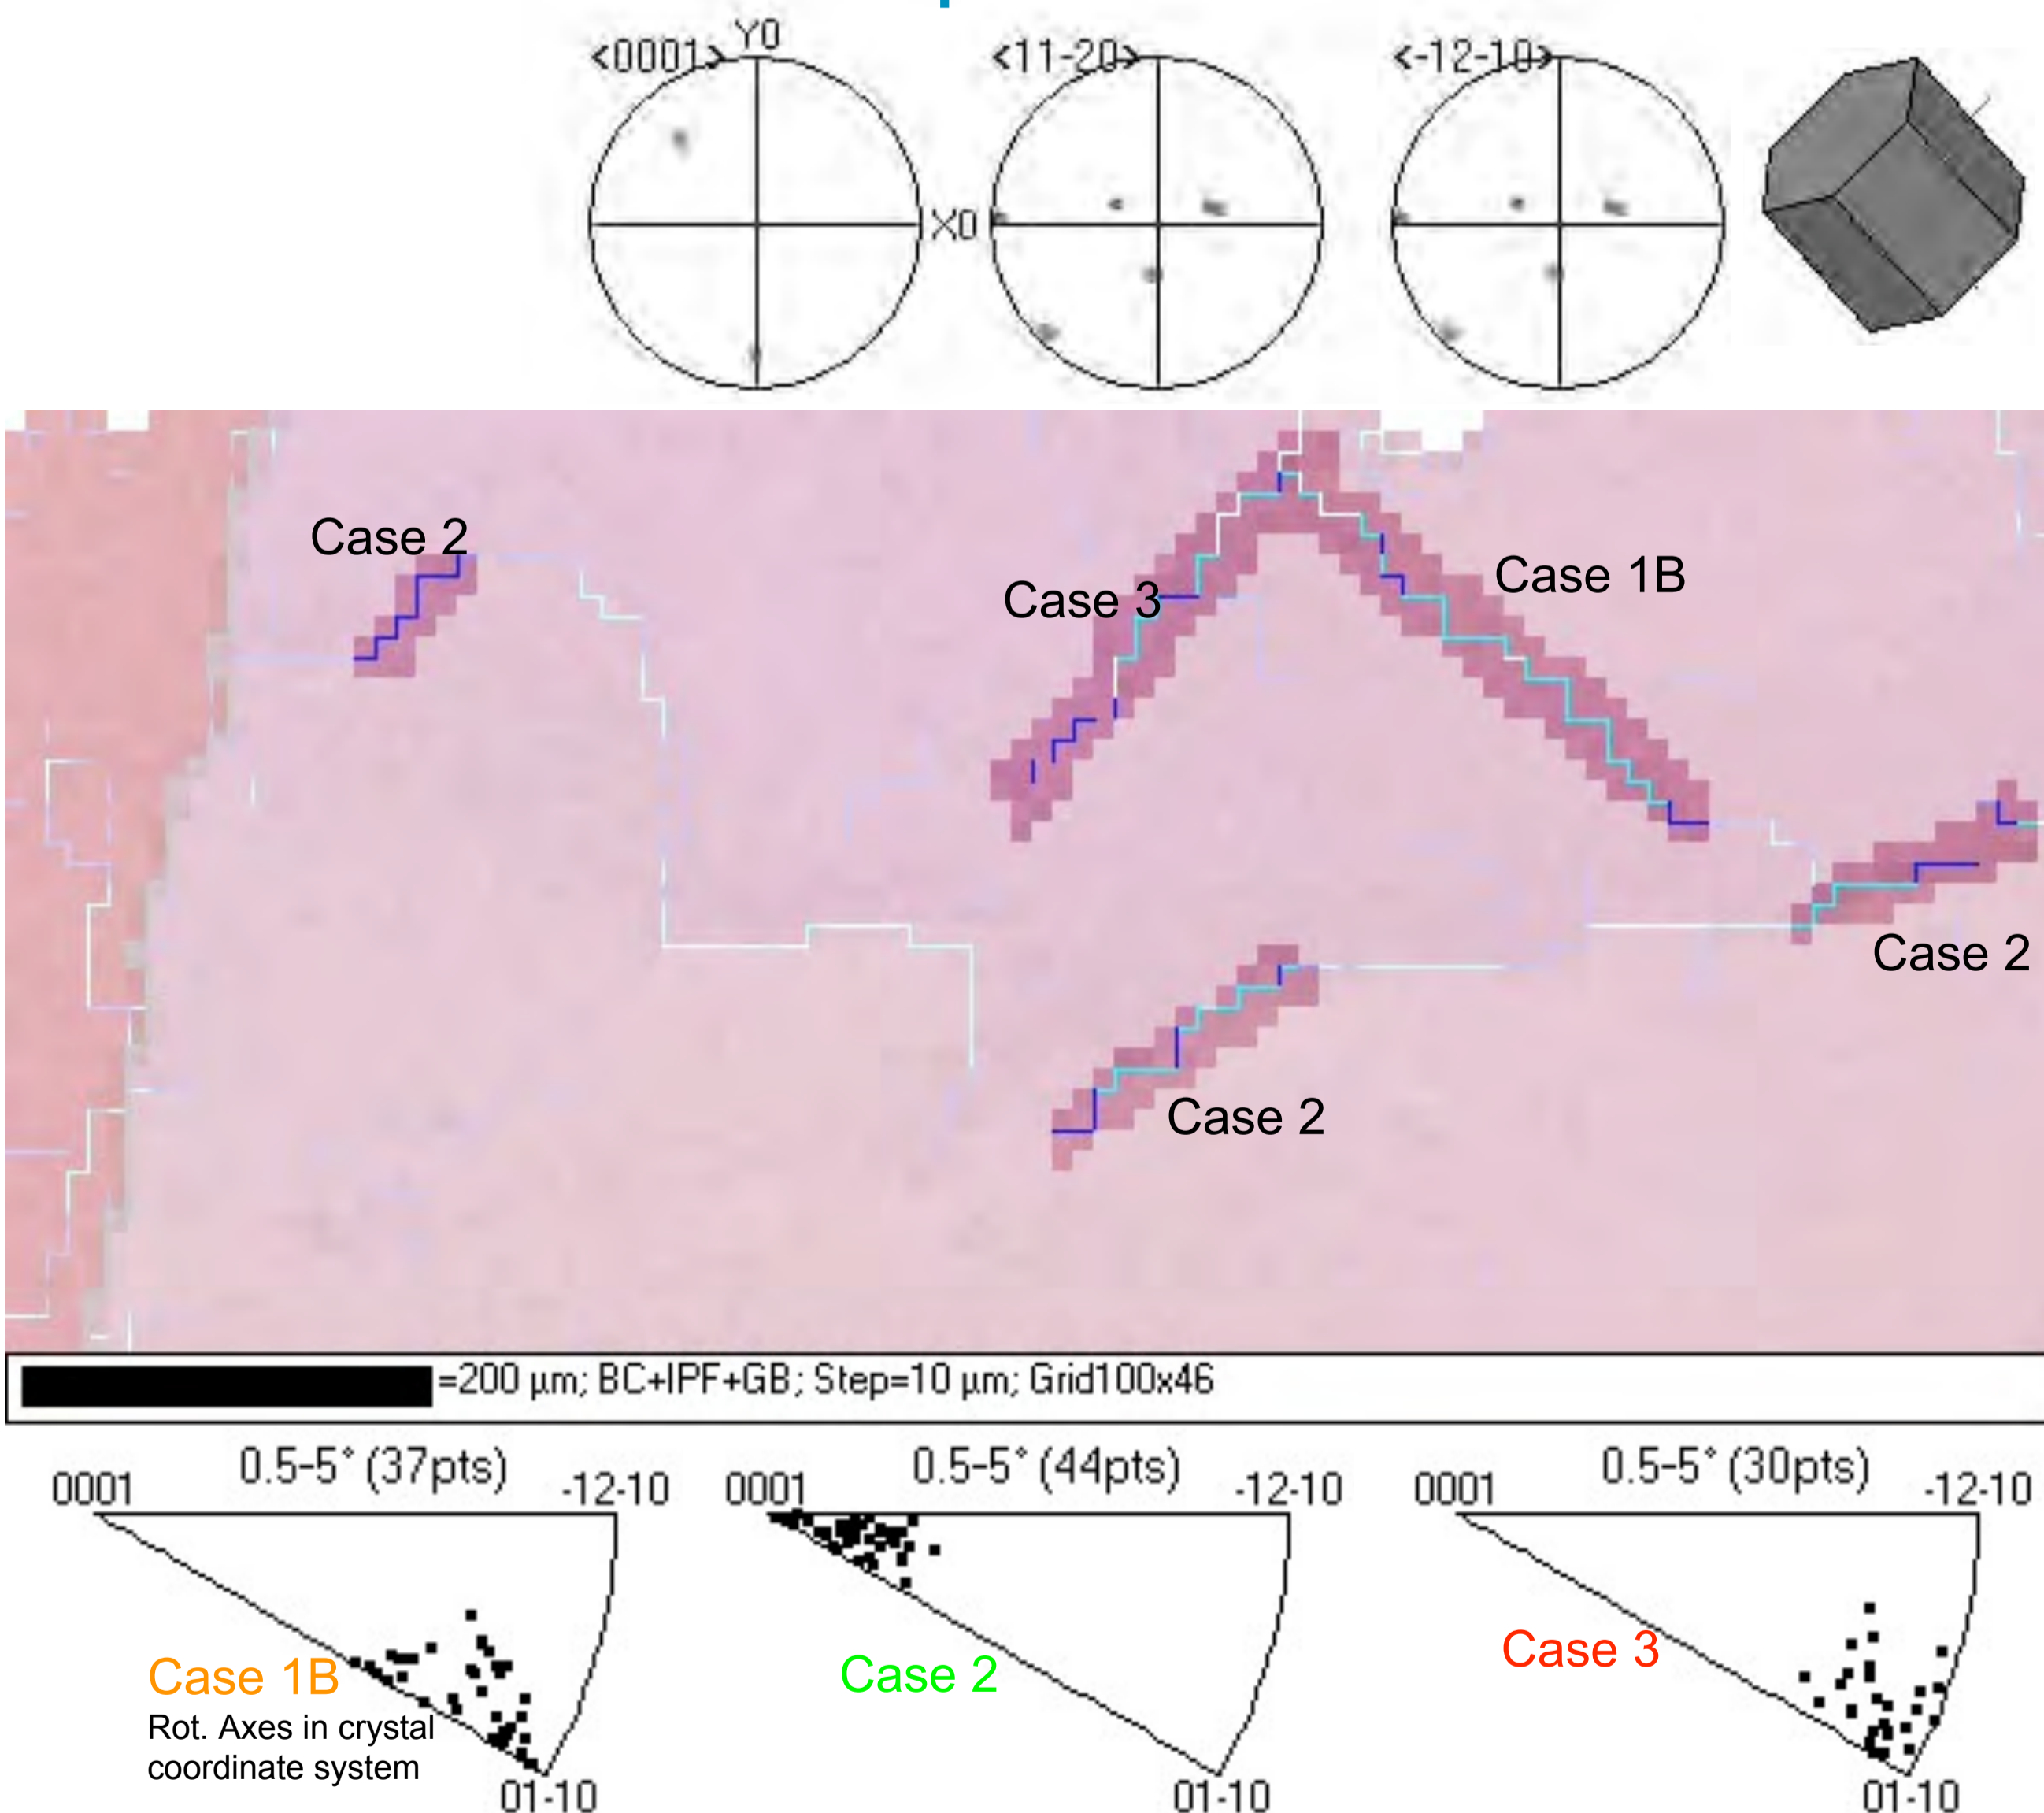 <0001> Y0 <11-20> <-12-10>
X0
Case 2
Case 3
Case 1B
Case 2
Case 2
=200 µm; BC+IPF+GB; Step=10 µm; Grid100x46
0001 0.5-5° (37pts) -12-10
0001 0.5-5° (44pts) -12-10
0001 0.5-5° (30pts) -12-10
Case 1B
Rot. Axes in crystal
coordinate system
01-10
Case 2
01-10
Case 3
01-10